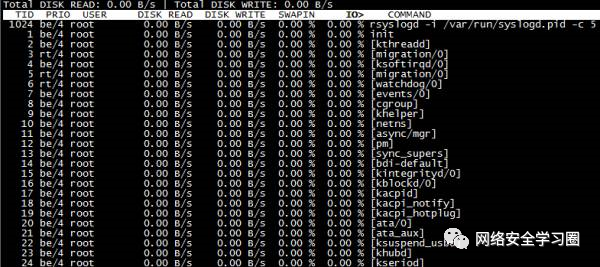 Total DISK READ: 0.00 B/s | Total DISK WRITE: 0.00 B/s
TID PRIO USER DISK READ DISK WRITE SWAPIN IO> COMMAND
1024 be/4 root 0.00 B/s 0.00 B/s 0.00 % 0.00 % rsyslogd -i /var/run/syslogd.pid -c 5
1 be/4 root 0.00 B/s 0.00 B/s 0.00 % 0.00 % init
2 be/4 root 0.00 B/s 0.00 B/s 0.00 % 0.00 % [kthreadd]
3 rt/4 root 0.00 B/s 0.00 B/s 0.00 % 0.00 % [migration/0]
4 be/4 root 0.00 B/s 0.00 B/s 0.00 % 0.00 % [ksoftirqd/0]
5 rt/4 root 0.00 B/s 0.00 B/s 0.00 % 0.00 % [migration/0]
6 rt/4 root 0.00 B/s 0.00 B/s 0.00 % 0.00 % [watchdog/0]
7 be/4 root 0.00 B/s 0.00 B/s 0.00 % 0.00 % [events/0]
8 be/4 root 0.00 B/s 0.00 B/s 0.00 % 0.00 % [cgroup]
9 be/4 root 0.00 B/s 0.00 B/s 0.00 % 0.00 % [khelper]
10 be/4 root 0.00 B/s 0.00 B/s 0.00 % 0.00 % [netns]
11 be/4 root 0.00 B/s 0.00 B/s 0.00 % 0.00 % [async/mgr]
12 be/4 root 0.00 B/s 0.00 B/s 0.00 % 0.00 % [pm]
13 be/4 root 0.00 B/s 0.00 B/s 0.00 % 0.00 % [sync_supers]
14 be/4 root 0.00 B/s 0.00 B/s 0.00 % 0.00 % [bdi-default]
15 be/4 root 0.00 B/s 0.00 B/s 0.00 % 0.00 % [kintegrityd/0]
16 be/4 root 0.00 B/s 0.00 B/s 0.00 % 0.00 % [kblockd/0]
17 be/4 root 0.00 B/s 0.00 B/s 0.00 % 0.00 % [kacpid]
18 be/4 root 0.00 B/s 0.00 B/s 0.00 % 0.00 % [kacpi_notify]
19 be/4 root 0.00 B/s 0.00 B/s 0.00 % 0.00 % [kacpi_hotplug]
20 be/4 root 0.00 B/s 0.00 B/s 0.00 % 0.00 % [ata/0]
21 be/4 root 0.00 B/s 0.00 B/s 0.00 % 0.00 % [ata_aux]
22 be/4 root 0.00 B/s 0.00 B/s 0.00 % 0.00 %
23 be/4 root 0.00 B/s 0.00 B/s 0.00 % 0.00 % [khubd]
24 be/4 root 0.00 B/s 0.00 B/s 0.00 % 0.00 % [kseriod]
网络安全学习圈